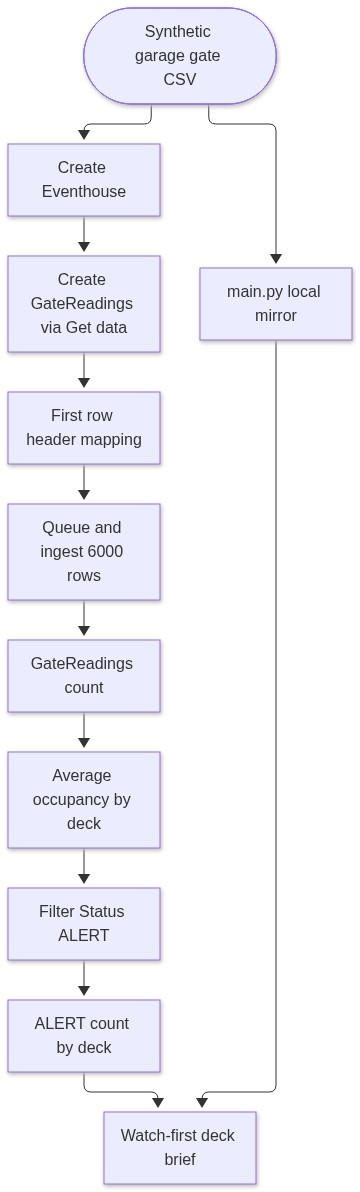 Synthetic
garage gate
CSV
Create
Eventhouse
Create
GateReadings
via Get data
main.py local
mirror
First row
header mapping
Queue and
ingest 6000
rows
GateReadings
count
Average
occupancy by
deck
Filter Status
ALERT
ALERT count
by deck
Watch-first deck
brief